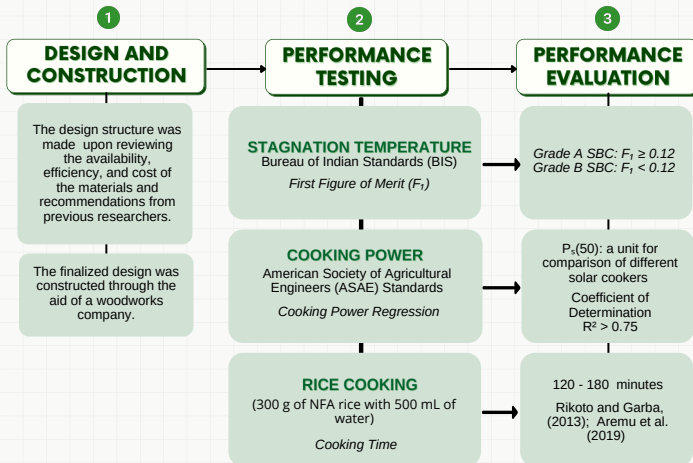 1
DESIGN AND
CONSTRUCTION
The design structure was
made upon reviewing
the availability,
efficiency, and cost of
the materials and
recommendations from
previous researchers.
The finalized design was
constructed through the
aid of a woodworks
company.
2
PERFORMANCE
TESTING
STAGNATION TEMPERATURE
Bureau of Indian Standards (BIS)
First Figure of Merit (F₁)
COOKING POWER
American Society of Agricultural
Engineers (ASAE) Standards
Cooking Power Regression
RICE COOKING
(300 g of NFA rice with 500 mL of
water)
Cooking Time
3
PERFORMANCE
EVALUATION
Grade A SBC: F₁ ≥ 0.12
Grade B SBC: F₁ < 0.12
Pₛ(50): a unit for
comparison of different
solar cookers
Coefficient of
Determination
R² > 0.75
120 - 180 minutes
Rikoto and Garba,
(2013); Aremu et al.
(2019)